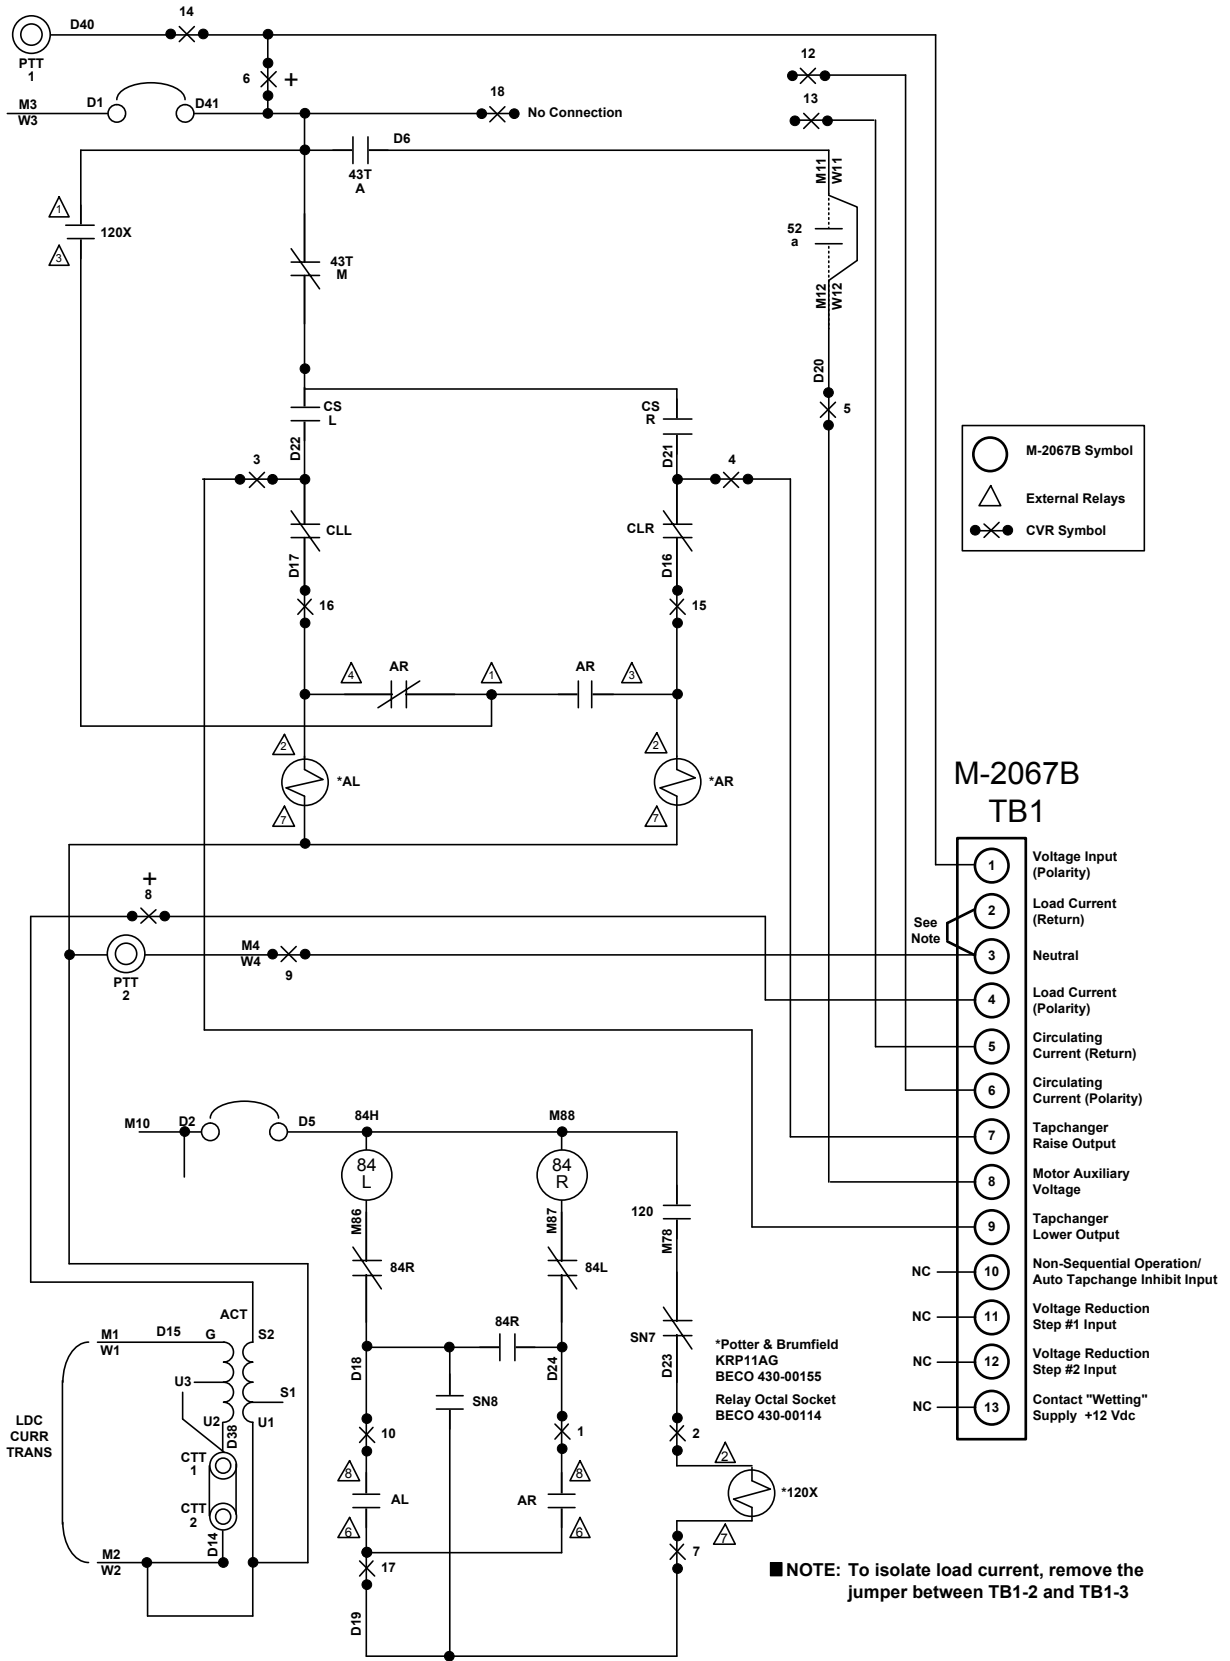 14
D40
PTT
1
6
+
12
13
M3
W3
D1
D41
18
No Connection
D6
43T
A
M11
W11
1
120X
3
52
a
43T
M
M12
W12
D20
5
CS
L
CS
R
D22
D21
3
4
CLL
CLR
D17
D16
16
15
M-2067B Symbol
External Relays
CVR Symbol
4
AR
1
AR
3
2
*AL
7
2
*AR
7
M-2067B
TB1
1
Voltage Input
(Polarity)
2
Load Current
(Return)
See
Note
3
Neutral
4
Load Current
(Polarity)
5
Circulating
Current (Return)
6
Circulating
Current (Polarity)
7
Tapchanger
Raise Output
8
Motor Auxiliary
Voltage
9
Tapchanger
Lower Output
NC
10
Non-Sequential Operation/
Auto Tapchange Inhibit Input
NC
11
Voltage Reduction
Step #1 Input
NC
12
Voltage Reduction
Step #2 Input
NC
13
Contact "Wetting"
Supply +12 Vdc
+
8
PTT
2
M4
W4
9
M10
D2
D5
84H
M88
84
L
84
R
M86
M87
120
M78
84R
84L
84R
SN7
D18
D24
D23
SN8
10
1
2
*Potter & Brumfield
KRP11AG
BECO 430-00155
Relay Octal Socket
BECO 430-00114
8
AL
6
8
AR
6
2
*120X
7
7
17
D19
ACT
M1
W1
D15
G
S2
U3
S1
U2
U1
D38
LDC
CURR
TRANS
CTT
1
CTT
2
D14
M2
W2
NOTE: To isolate load current, remove the
jumper between TB1-2 and TB1-3